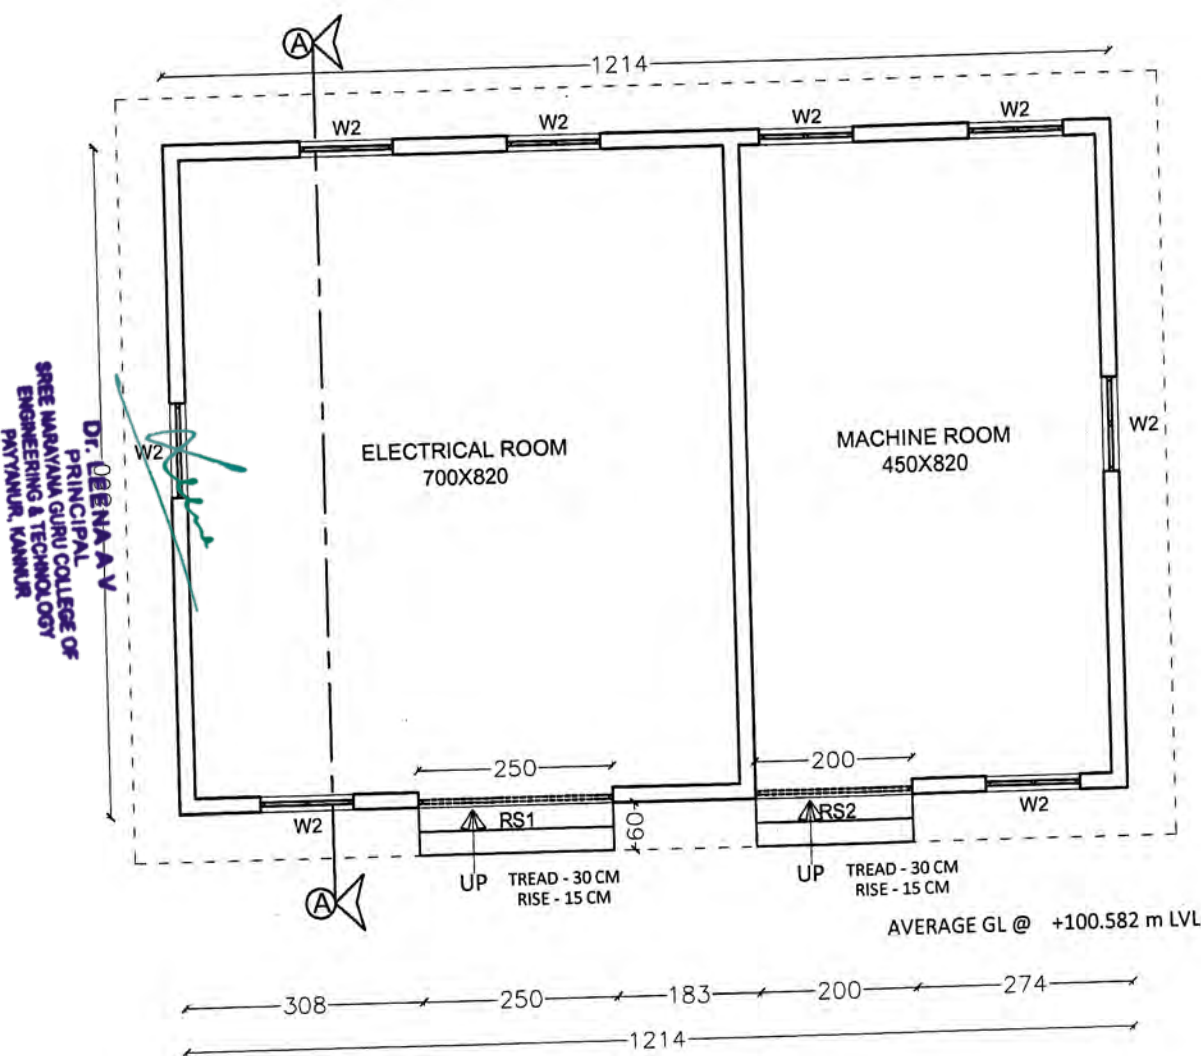 A
1214
W2
W2
W2
W2
W2
W2
ELECTRICAL ROOM
700X820
MACHINE ROOM
450X820
Dr. LEENA A V
PRINCIPAL
SREE NARAYANA GURU COLLEGE OF
ENGINEERING & TECHNOLOGY
PAYYANUR, KANNUR
250
200
W2
RS1
60
RS2
W2
UP
TREAD - 30 CM
RISE - 15 CM
UP
TREAD - 30 CM
RISE - 15 CM
A
AVERAGE GL @ +100.582 m LVL
308
250
183
200
274
1214